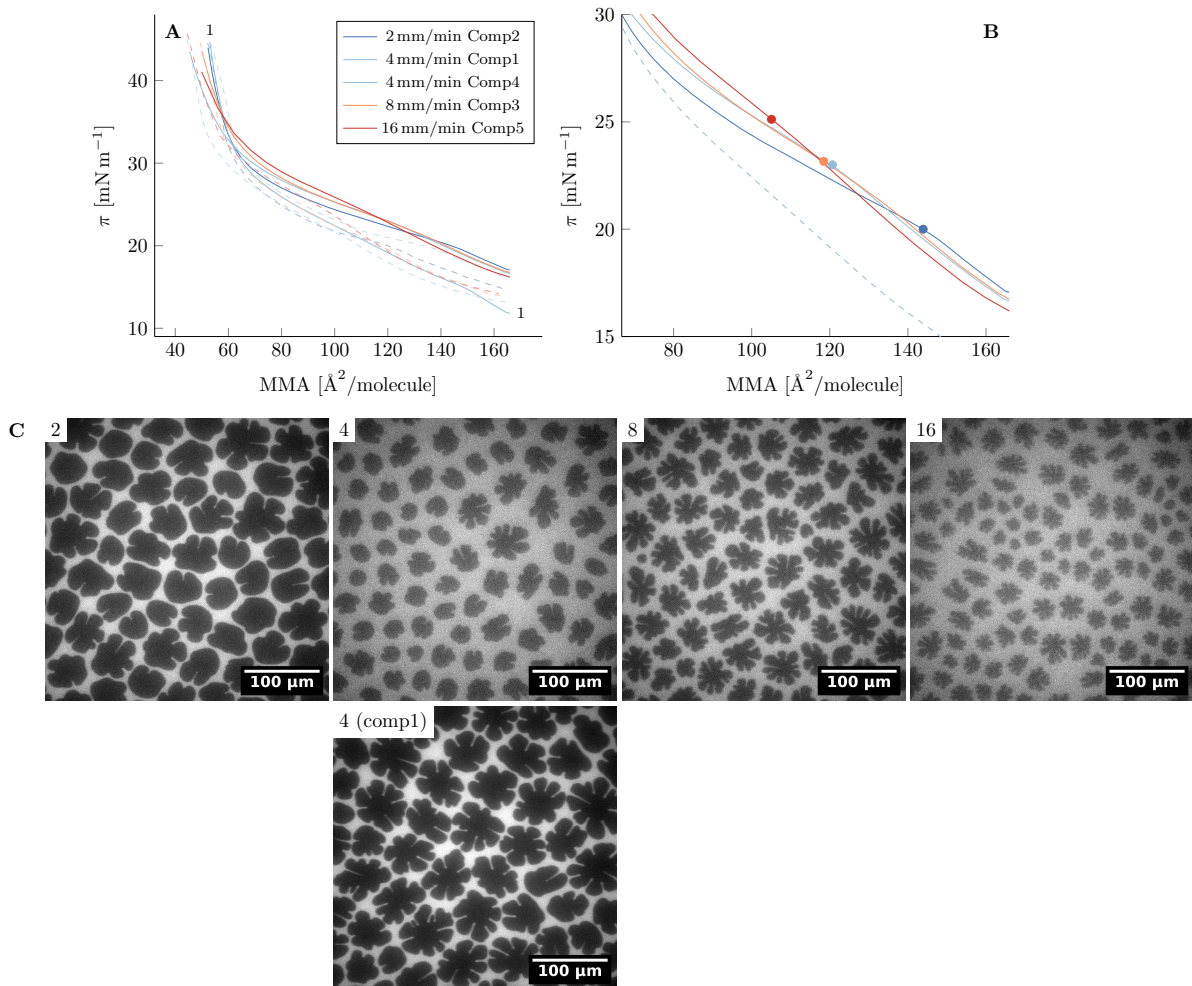 A
1
2 mm/min Comp2
4 mm/min Comp1
4 mm/min Comp4
8 mm/min Comp3
16 mm/min Comp5
40
30
20
10
π [mN m⁻¹]
1
40 60 80 100 120 140 160
MMA [Å²/molecule]
B
30
25
20
15
π [mN m⁻¹]
80 100 120 140 160
MMA [Å²/molecule]
C
2
100 µm
4
100 µm
8
100 µm
16
100 µm
4 (comp1)
100 µm